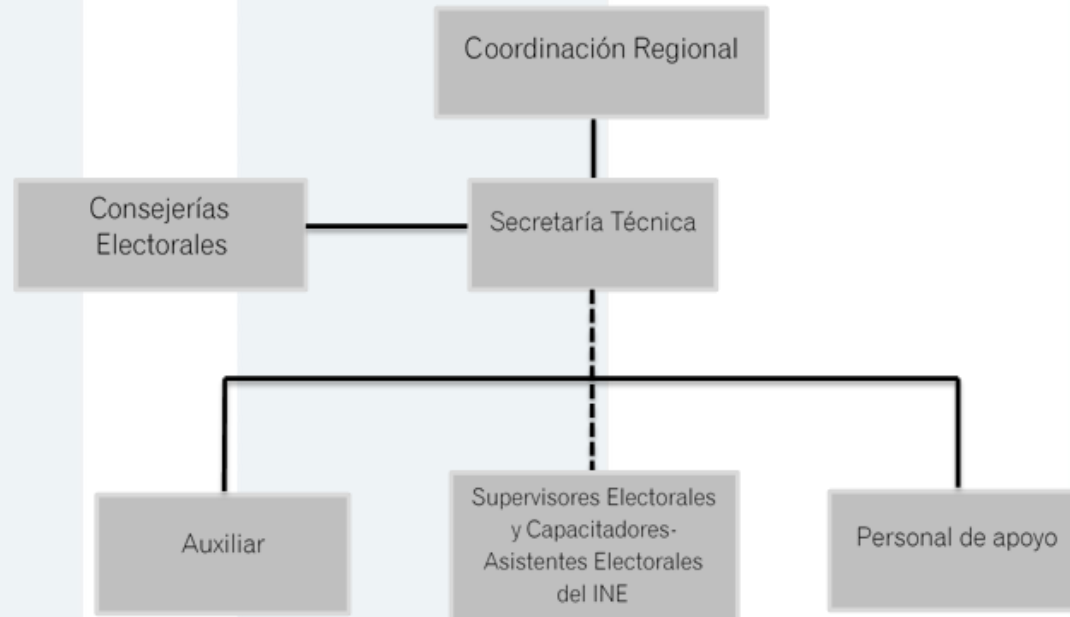 Coordinación Regional
Consejerías
Electorales
Secretaría Técnica
Auxiliar
Supervisores Electorales
y Capacitadores-
Asistentes Electorales
del INE
Personal de apoyo